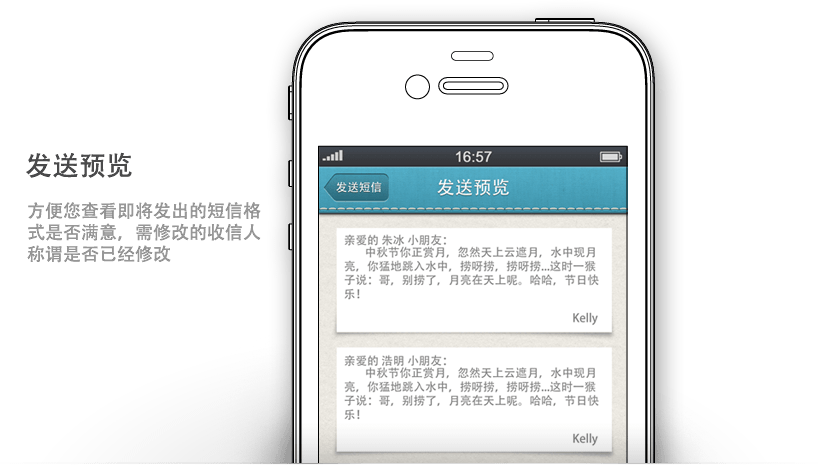 发送预览
方便您查看即将发出的短信格
式是否满意，需修改的收信人
称谓是否已经修改
16:57
发送短信
发送预览
亲爱的 朱冰 小朋友：
中秋节你正赏月，忽然天上云遮月，水中现月
亮，你猛地跳入水中，捞呀捞，捞呀捞...这时一猴
子说：哥，别捞了，月亮在天上呢。哈哈，节日快
乐！
Kelly
亲爱的 浩明 小朋友：
中秋节你正赏月，忽然天上云遮月，水中现月
亮，你猛地跳入水中，捞呀捞，捞呀捞...这时一猴
子说：哥，别捞了，月亮在天上呢。哈哈，节日快
乐！
Kelly